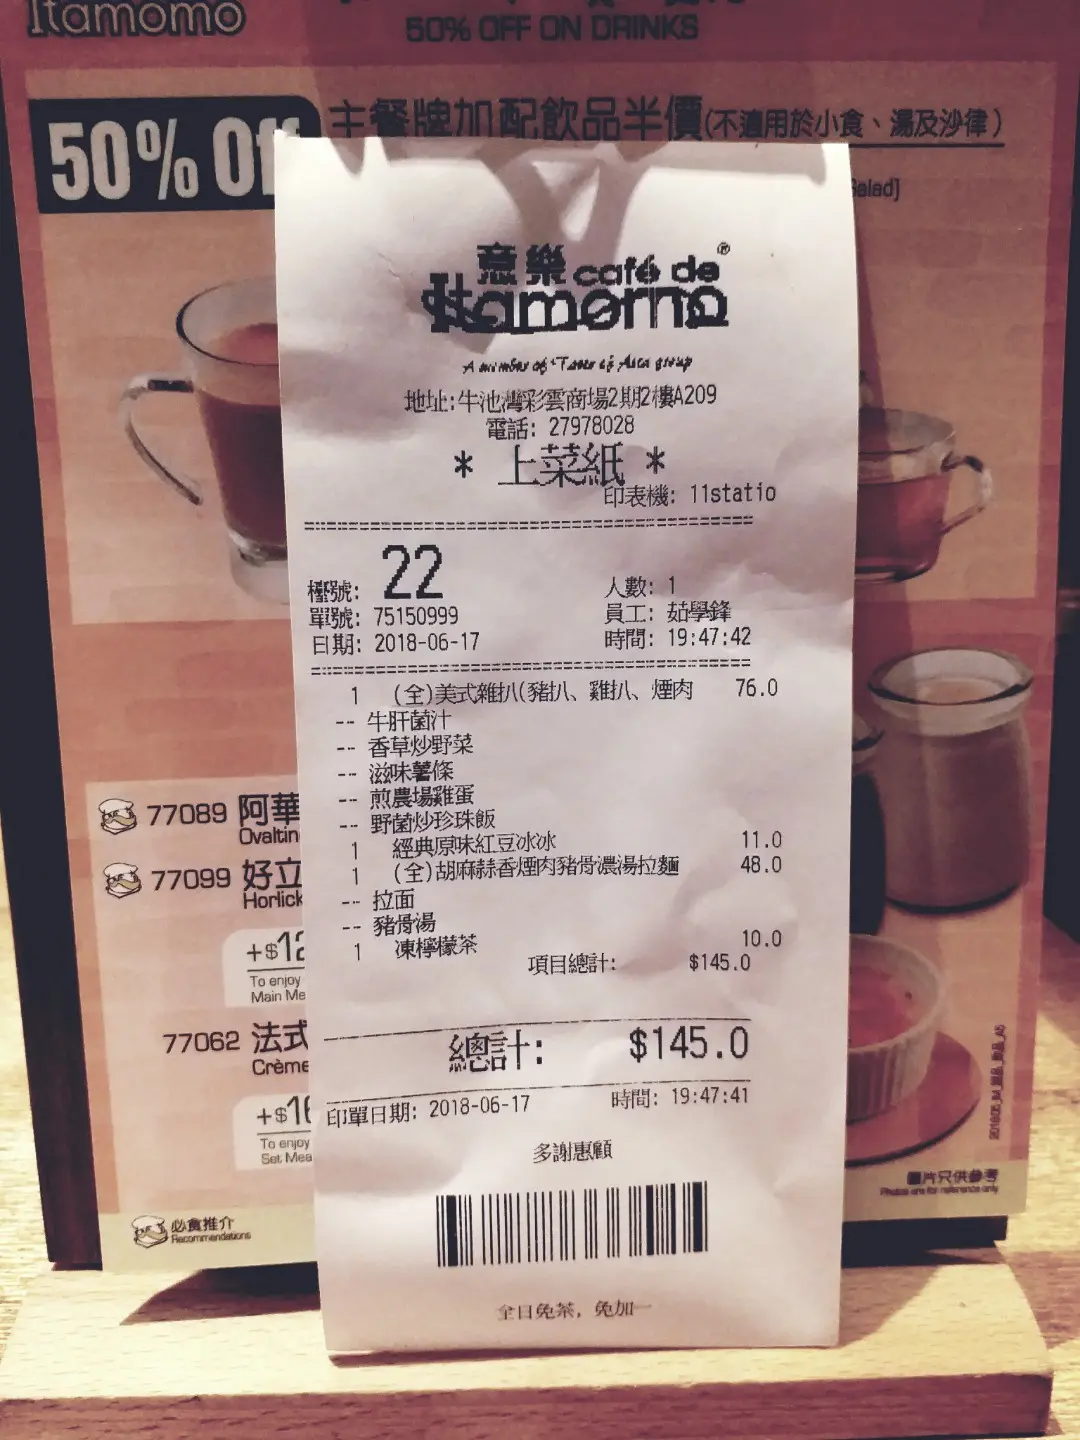 Itamomo
50% OFF ON DRINKS
50% Of
主餐牌加配飲品半價(不適用於小食、湯及沙律)
Salad]
意樂 café de
Itamomo®
A member of Taste of Asia group
地址:牛池灣彩雲商場2期2樓A209
電話: 27978028
* 上菜紙 *
印表機: 11statio
檯號: 22 人數: 1
單號: 75150999 員工: 茹學鋒
日期: 2018-06-17 時間: 19:47:42
1 (全)美式雜扒(豬扒、雞扒、煙肉 76.0
-- 牛肝菌汁
-- 香草炒野菜
-- 滋味薯條
-- 煎農場雞蛋
-- 野菌炒珍珠飯
1 經典原味紅豆冰冰 11.0
1 (全)胡麻蒜香煙肉豬骨濃湯拉麵 48.0
-- 拉面
-- 豬骨湯
1 凍檸檬茶 10.0
項目總計: $145.0
總計: $145.0
印單日期: 2018-06-17 時間: 19:47:41
多謝惠顧
全日免茶, 免加一
77089 阿華
Ovaltin
77099 好立
Horlick
+$12
To enjoy
Main Me
77062 法式
Crème
+$16
To enjoy
Set Mea
必食推介
Recommendations
圖片只供參考
Photos are for reference only